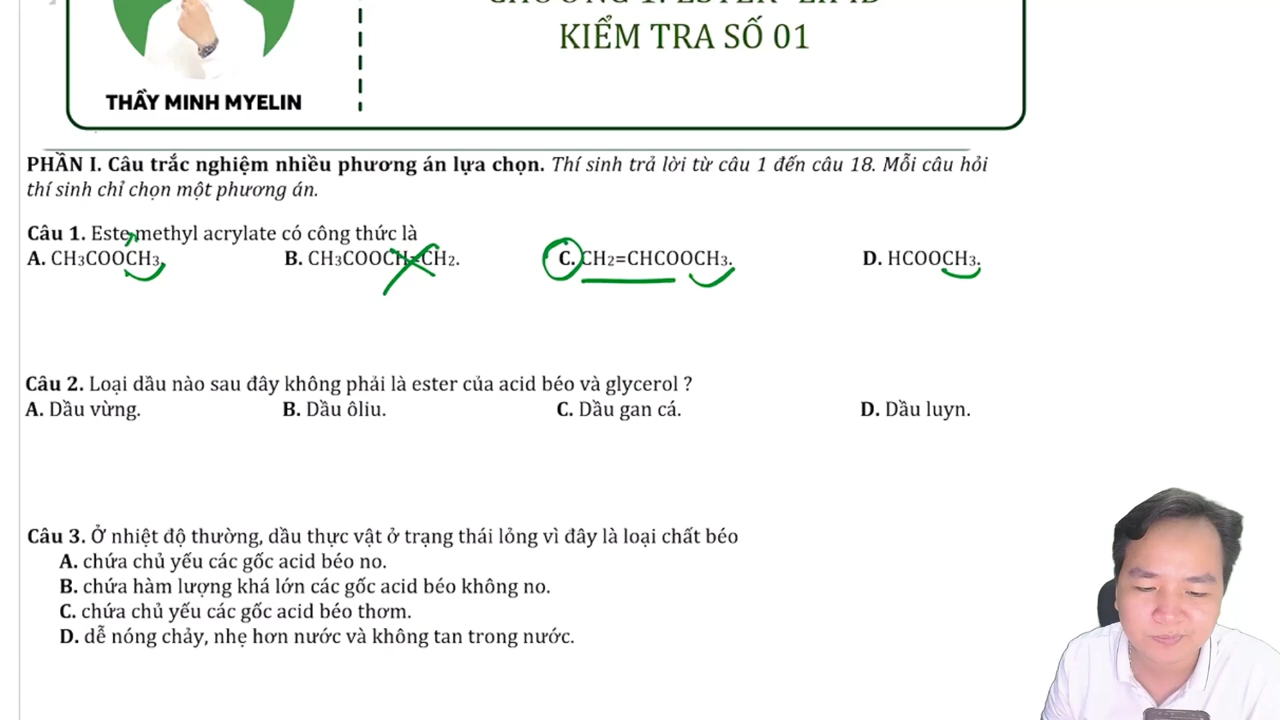 KIỂM TRA SỐ 01
THẦY MINH MYELIN
PHẦN I. Câu trắc nghiệm nhiều phương án lựa chọn. Thí sinh trả lời từ câu 1 đến câu 18. Mỗi câu hỏi
thí sinh chỉ chọn một phương án.
Câu 1. Este methyl acrylate có công thức là
A. CH3COOCH3. B. CH3COOCH=CH2. C. CH2=CHCOOCH3. D. HCOOCH3.
Câu 2. Loại dầu nào sau đây không phải là ester của acid béo và glycerol ?
A. Dầu vừng. B. Dầu ôliu. C. Dầu gan cá. D. Dầu luyn.
Câu 3. Ở nhiệt độ thường, dầu thực vật ở trạng thái lỏng vì đây là loại chất béo
A. chứa chủ yếu các gốc acid béo no.
B. chứa hàm lượng khá lớn các gốc acid béo không no.
C. chứa chủ yếu các gốc acid béo thơm.
D. dễ nóng chảy, nhẹ hơn nước và không tan trong nước.